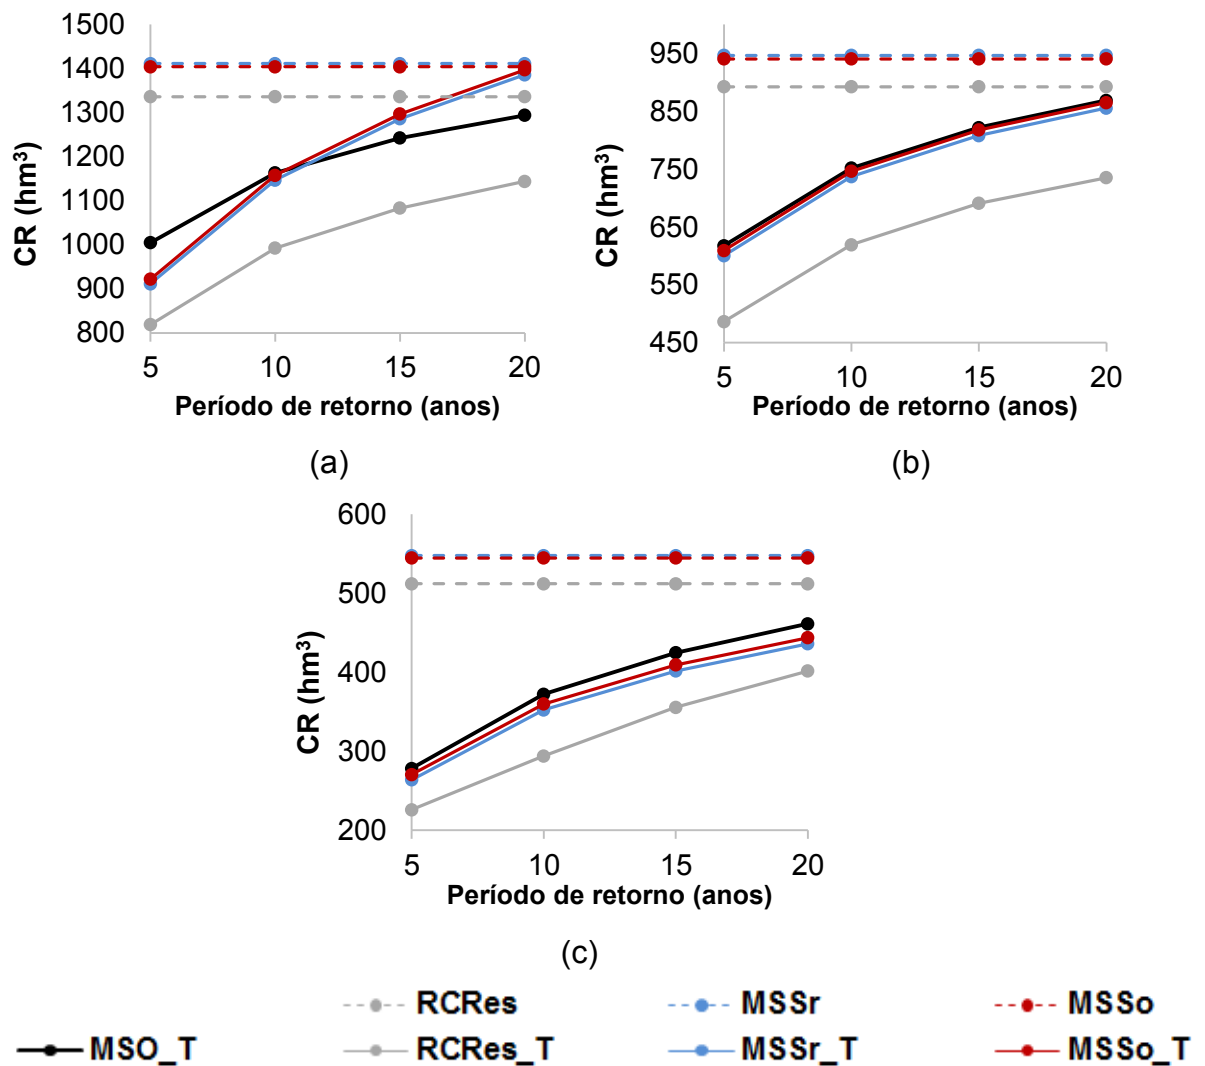 1500
1400
1300
1200
1100
1000
900
800
CR (hm³)
5 10 15 20
Período de retorno (anos)
(a)
950
850
750
650
550
450
CR (hm³)
5 10 15 20
Período de retorno (anos)
(b)
600
500
400
300
200
CR (hm³)
5 10 15 20
Período de retorno (anos)
(c)
RCRes MSSr MSSo
MSO_T RCRes_T MSSr_T MSSo_T